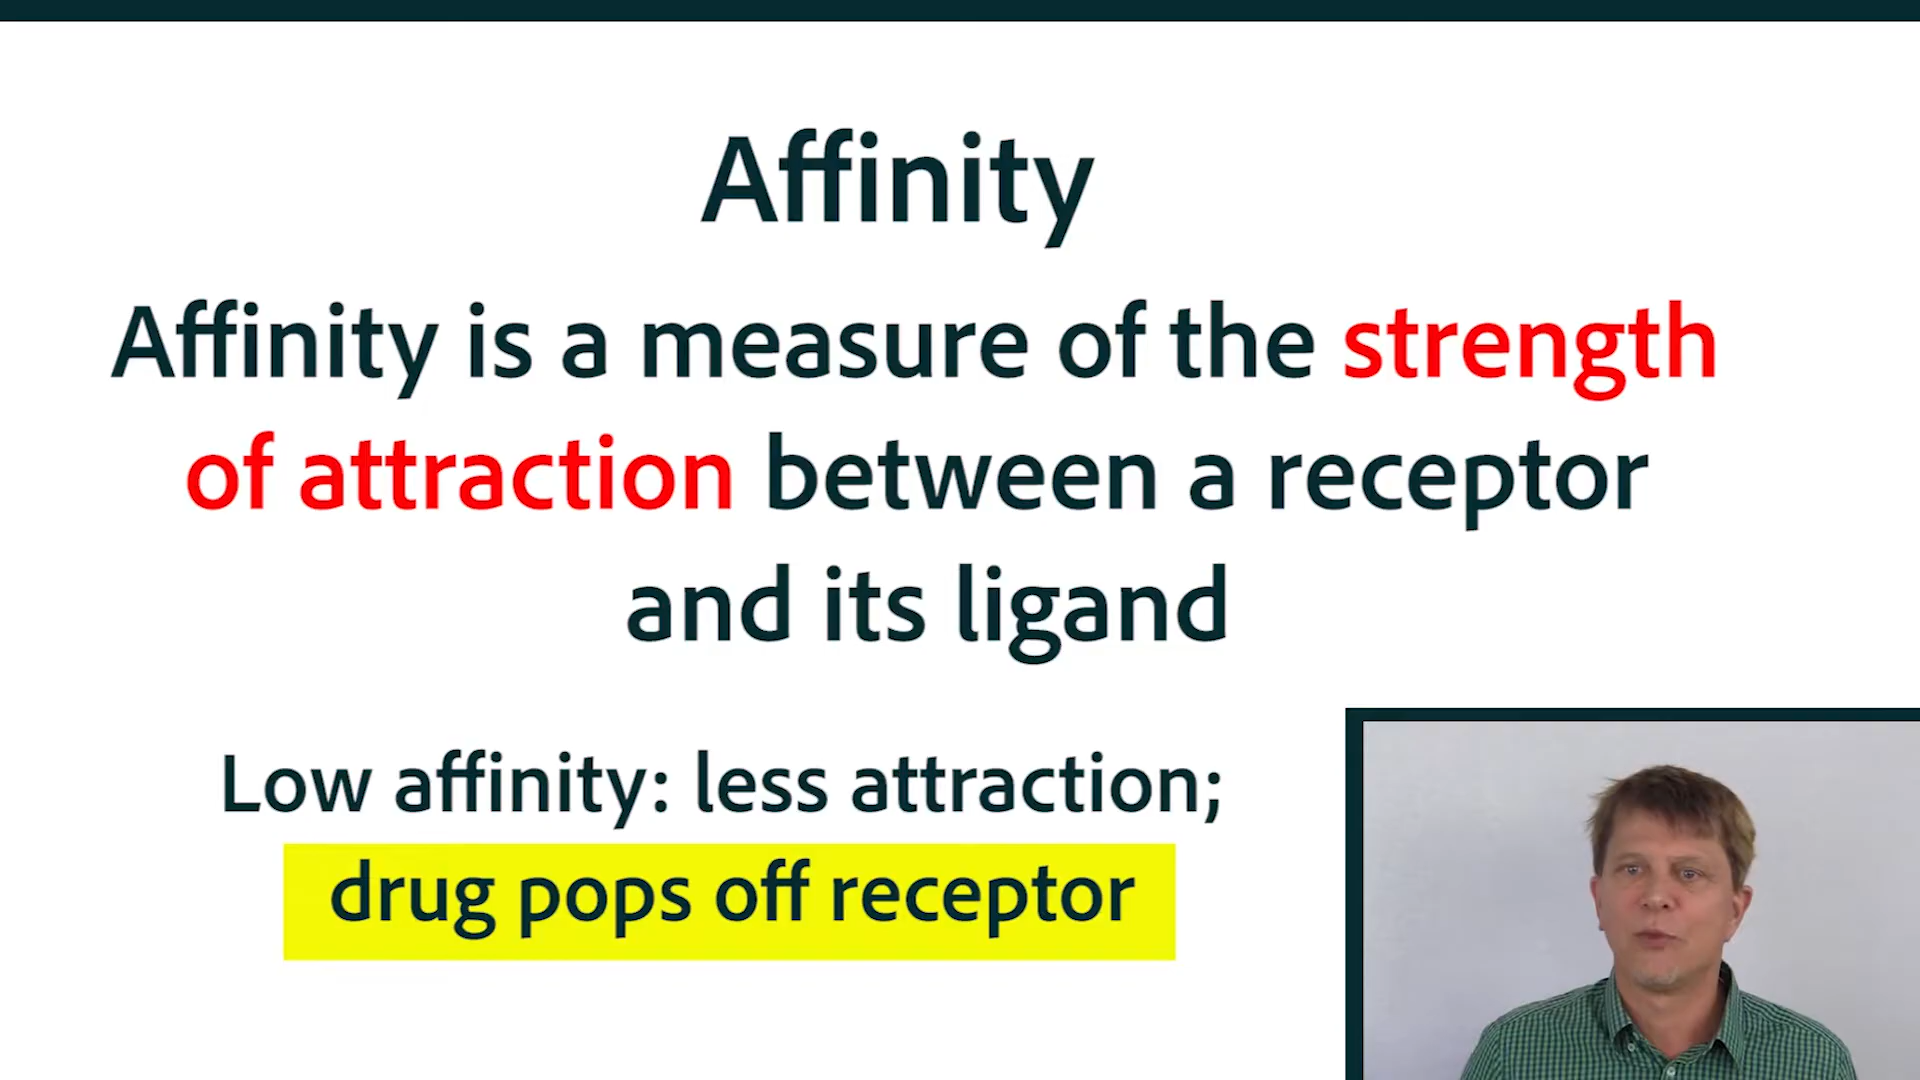 Affinity
Affinity is a measure of the strength
of attraction between a receptor
and its ligand
Low affinity: less attraction;
drug pops off receptor